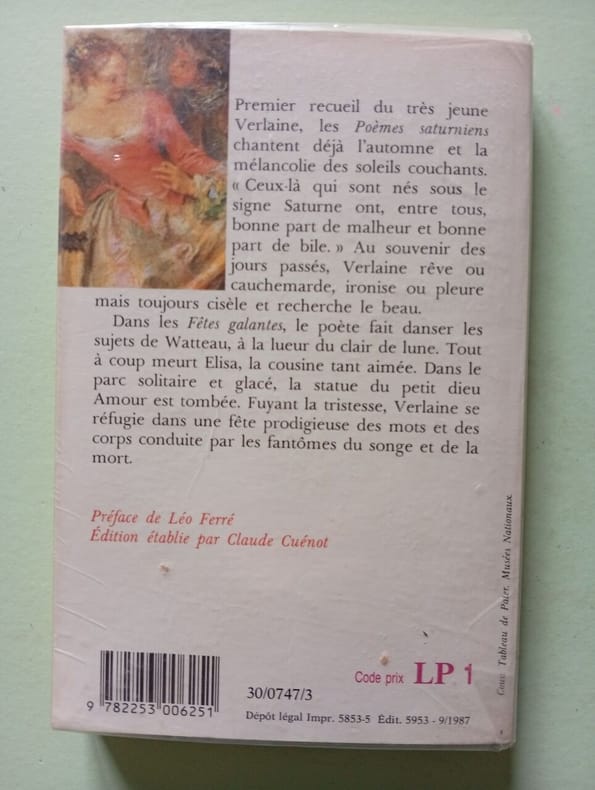 Premier recueil du très jeune
Verlaine, les Poèmes saturniens
chantent déjà l'automne et la
mélancolie des soleils couchants.
« Ceux-là qui sont nés sous le
signe Saturne ont, entre tous,
bonne part de malheur et bonne
part de bile. » Au souvenir des
jours passés, Verlaine rêve ou
cauchemarde, ironise ou pleure
mais toujours cisèle et recherche le beau.
Dans les Fêtes galantes, le poète fait danser les
sujets de Watteau, à la lueur du clair de lune. Tout
à coup meurt Elisa, la cousine tant aimée. Dans le
parc solitaire et glacé, la statue du petit dieu
Amour est tombée. Fuyant la tristesse, Verlaine se
réfugie dans une fête prodigieuse des mots et des
corps conduite par les fantômes du songe et de la
mort.
Préface de Léo Ferré
Édition établie par Claude Cuénot
Couv. Tableau de Pater. Musées Nationaux.
Code prix LP 1
9 782253 006251
30/0747/3
Dépôt légal Impr. 5853-5 Édit. 5953 - 9/1987